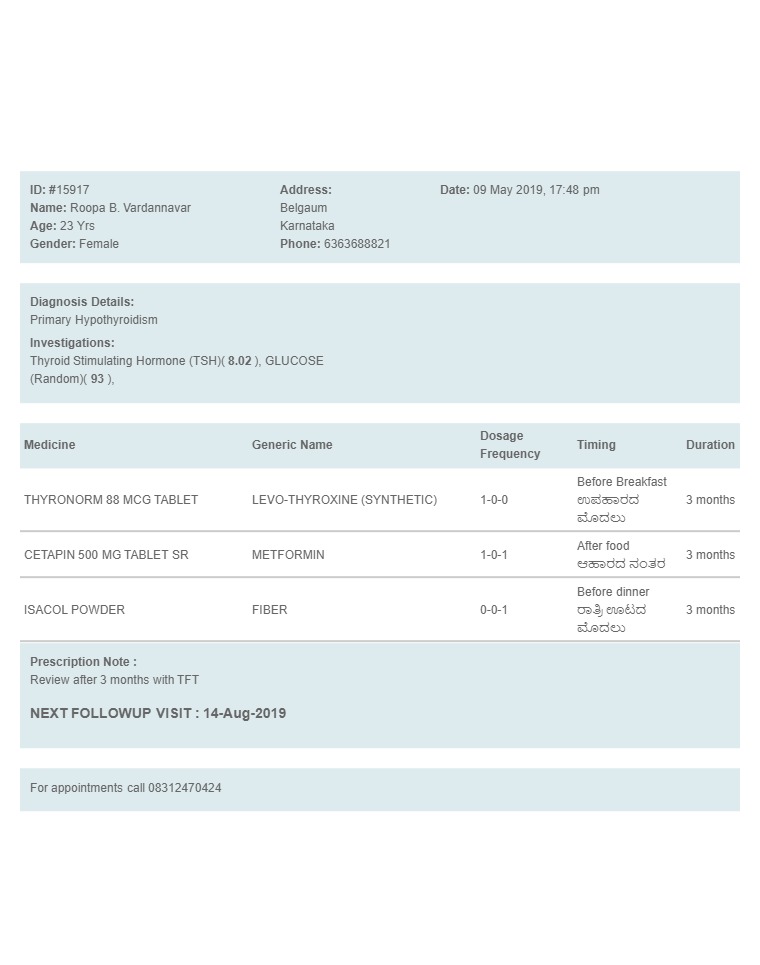 ID: #15917
Name: Roopa B. Vardannavar
Age: 23 Yrs
Gender: Female
Address:
Belgaum
Karnataka
Phone: 6363688821
Date: 09 May 2019, 17:48 pm
Diagnosis Details:
Primary Hypothyroidism
Investigations:
Thyroid Stimulating Hormone (TSH)( 8.02 ), GLUCOSE
(Random)( 93 ),
Medicine Generic Name Dosage Frequency Timing Duration
THYRONORM 88 MCG TABLET LEVO-THYROXINE (SYNTHETIC) 1-0-0 Before Breakfast ಉಪಹಾರದ ಮೊದಲು 3 months
CETAPIN 500 MG TABLET SR METFORMIN 1-0-1 After food ಆಹಾರದ ನಂತರ 3 months
ISACOL POWDER FIBER 0-0-1 Before dinner ರಾತ್ರಿ ಊಟದ ಮೊದಲು 3 months
Prescription Note :
Review after 3 months with TFT
NEXT FOLLOWUP VISIT : 14-Aug-2019
For appointments call 08312470424